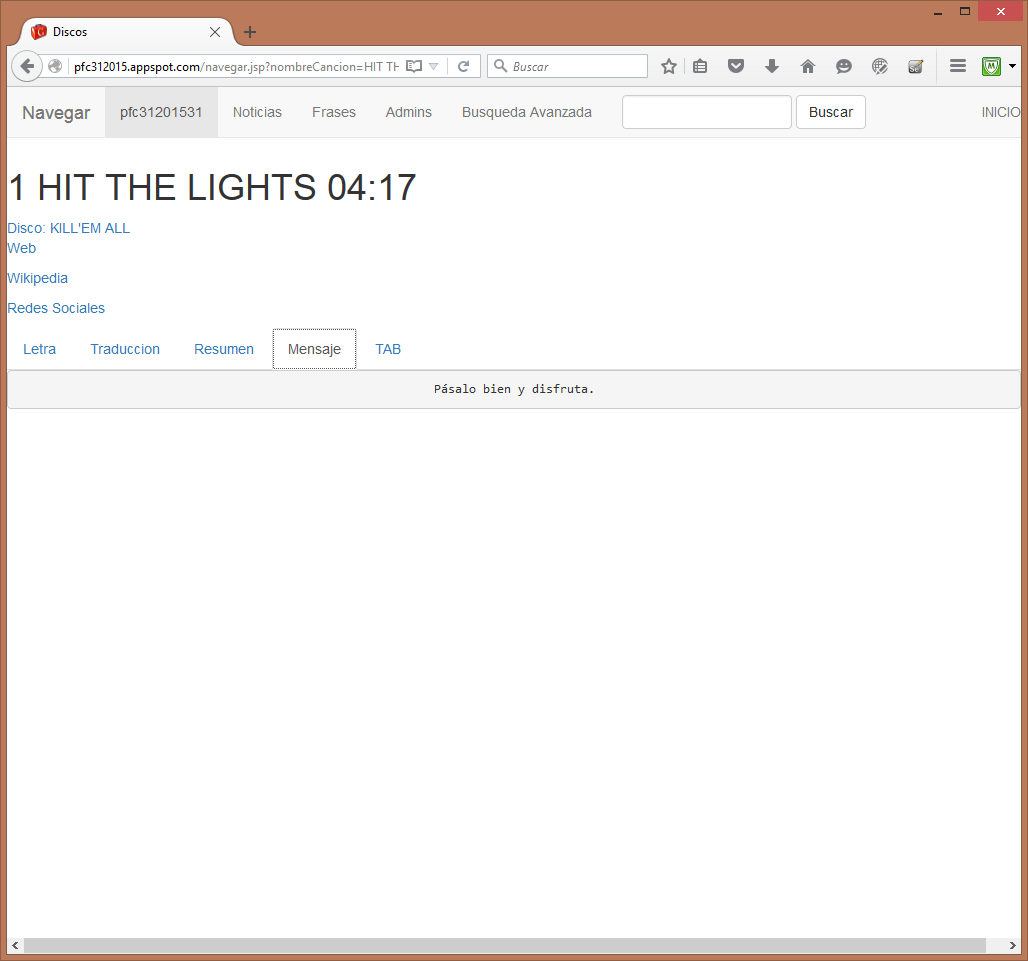 Discos
pfc312015.appspot.com/navegar.jsp?nombreCancion=HIT TH
Buscar
Navegar pfc31201531 Noticias Frases Admins Busqueda Avanzada Buscar INICIO
1 HIT THE LIGHTS 04:17
Disco: KILL'EM ALL
Web
Wikipedia
Redes Sociales
Letra Traduccion Resumen Mensaje TAB
Pásalo bien y disfruta.